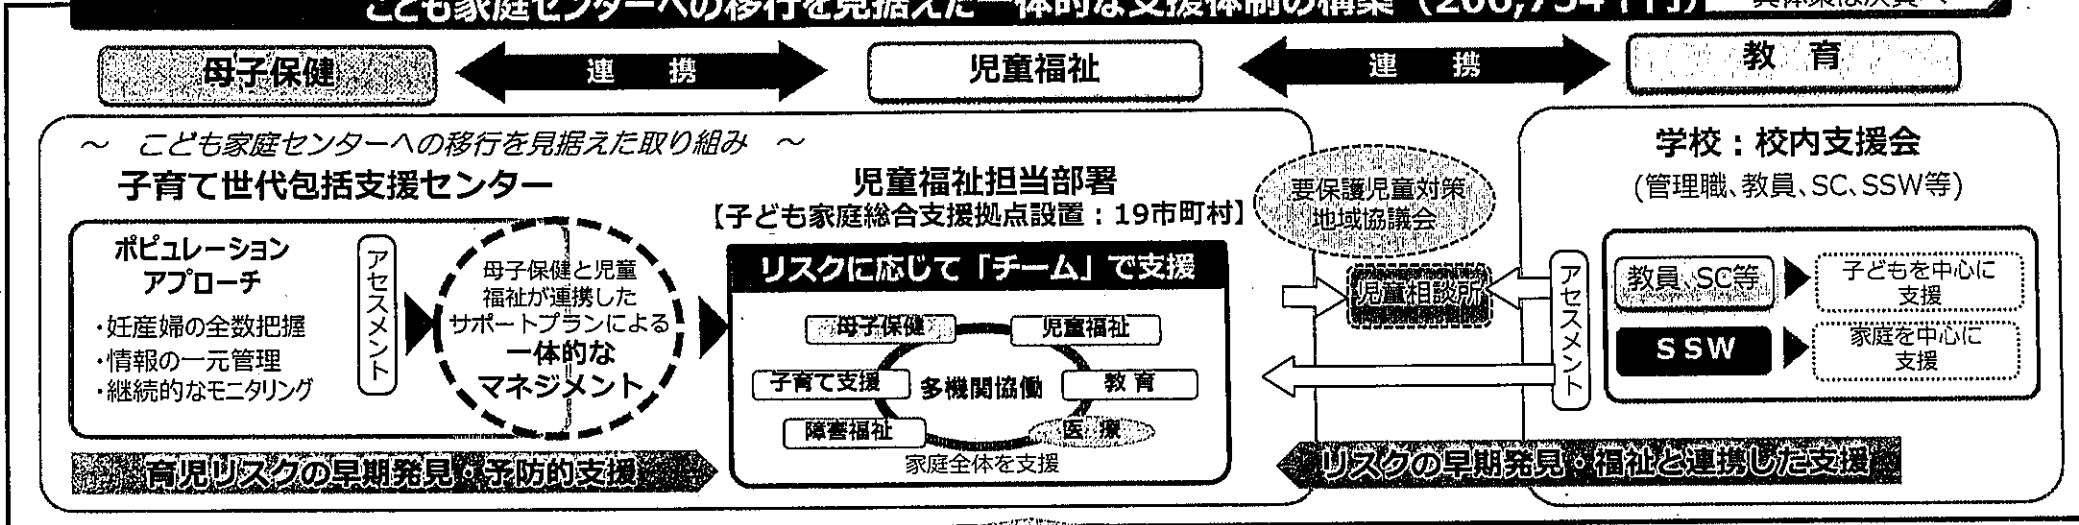 こども家庭センターへの移行を見据えた一体的な支援体制の構築
母子保健
連 携
児童福祉
連 携
教 育
～ こども家庭センターへの移行を見据えた取り組み ～
子育て世代包括支援センター
ポピュレーション
アプローチ
・妊産婦の全数把握
・情報の一元管理
・継続的なモニタリング
アセスメント
母子保健と児童
福祉が連携した
サポートプランによる
一体的な
マネジメント
育児リスクの早期発見・予防的支援
児童福祉担当部署
【子ども家庭総合支援拠点設置：19市町村】
リスクに応じて「チーム」で支援
母子保健
児童福祉
子育て支援
多機関協働
教 育
障害福祉
医 療
家庭全体を支援
要保護児童対策
地域協議会
児童相談所
学校：校内支援会
(管理職、教員、SC、SSW等)
アセスメント
教員、SC等
子どもを中心に
支援
SSW
家庭を中心に
支援
リスクの早期発見・福祉と連携した支援